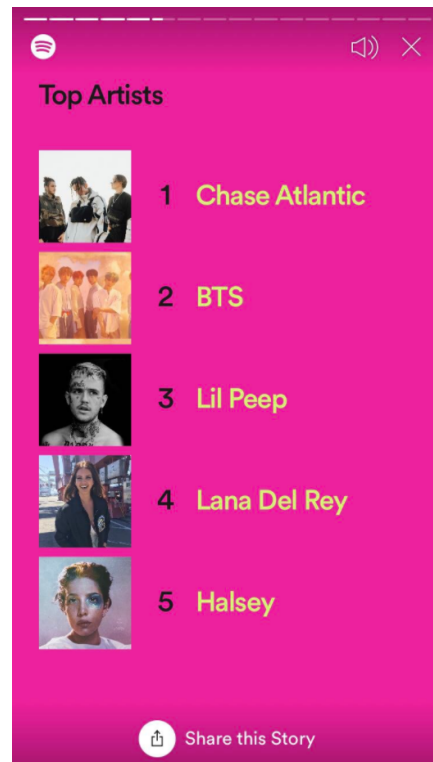 Top Artists
1 Chase Atlantic
2 BTS
3 Lil Peep
4 Lana Del Rey
5 Halsey
Share this Story